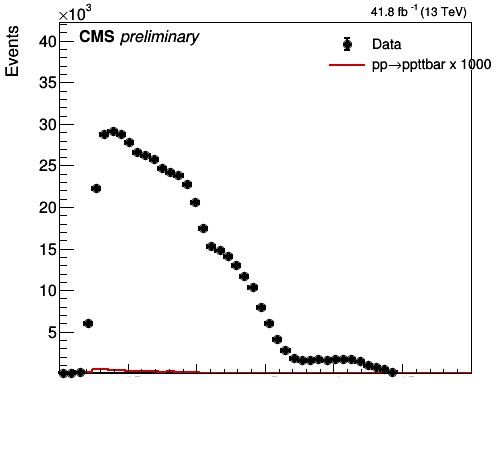 ×10³
41.8 fb⁻¹ (13 TeV)
CMS preliminary
Events
Data
pp→ppttbar x 1000
40
35
30
25
20
15
10
5